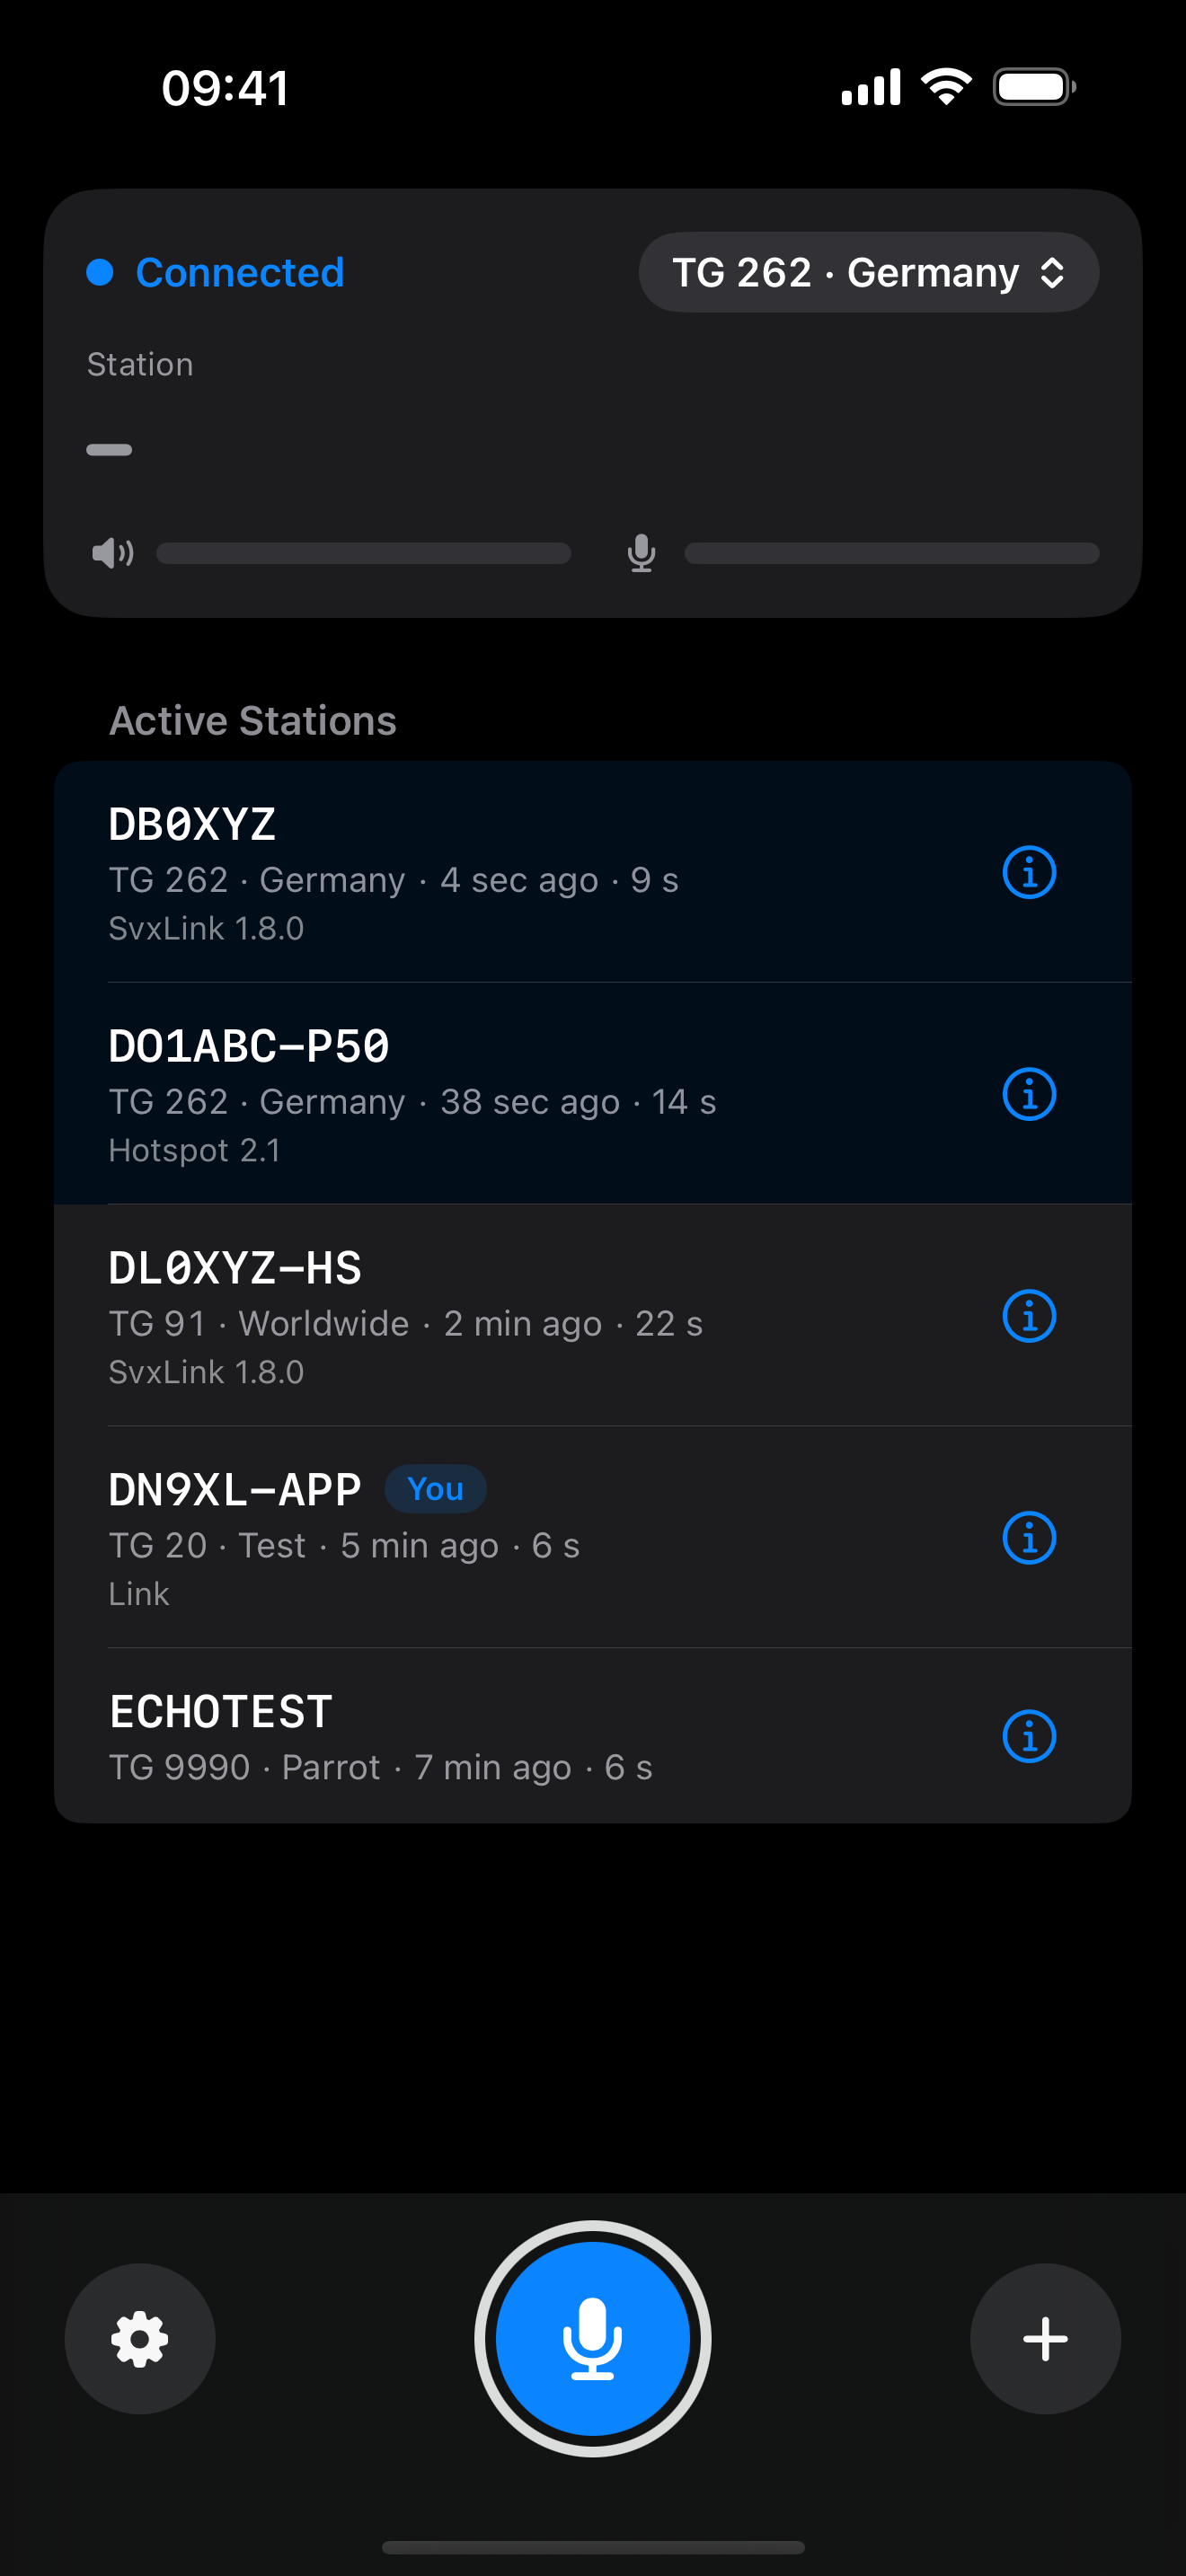 09:41
Connected
TG 262 · Germany
Station
–
Active Stations
DB0XYZ
TG 262 · Germany · 4 sec ago · 9 s
SvxLink 1.8.0
DO1ABC-P50
TG 262 · Germany · 38 sec ago · 14 s
Hotspot 2.1
DL0XYZ-HS
TG 91 · Worldwide · 2 min ago · 22 s
SvxLink 1.8.0
DN9XL-APP You
TG 20 · Test · 5 min ago · 6 s
Link
ECHOTEST
TG 9990 · Parrot · 7 min ago · 6 s